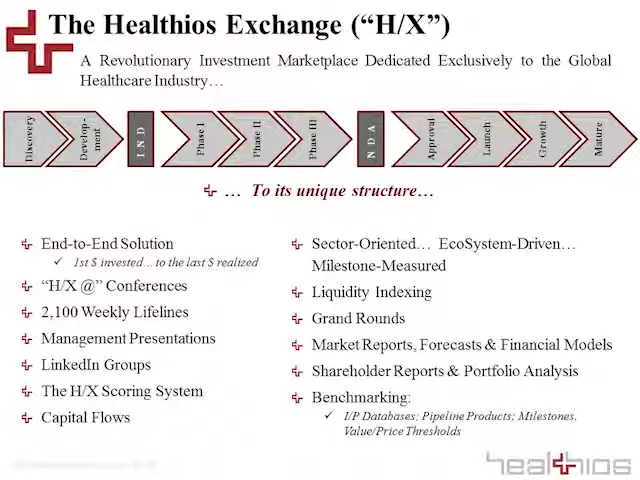 The Healthios Exchange (“H/X”)
A Revolutionary Investment Marketplace Dedicated Exclusively to the Global
Healthcare Industry…
Discovery
Develop-
ment
IND
Phase I
Phase II
Phase III
NDA
Approval
Launch
Growth
Mature
… To its unique structure…
End-to-End Solution
✓ 1st $ invested… to the last $ realized
“H/X @” Conferences
2,100 Weekly Lifelines
Management Presentations
LinkedIn Groups
The H/X Scoring System
Capital Flows
Sector-Oriented… EcoSystem-Driven…
Milestone-Measured
Liquidity Indexing
Grand Rounds
Market Reports, Forecasts & Financial Models
Shareholder Reports & Portfolio Analysis
Benchmarking:
✓ I/P Databases; Pipeline Products; Milestones,
Value/Price Thresholds
healthios